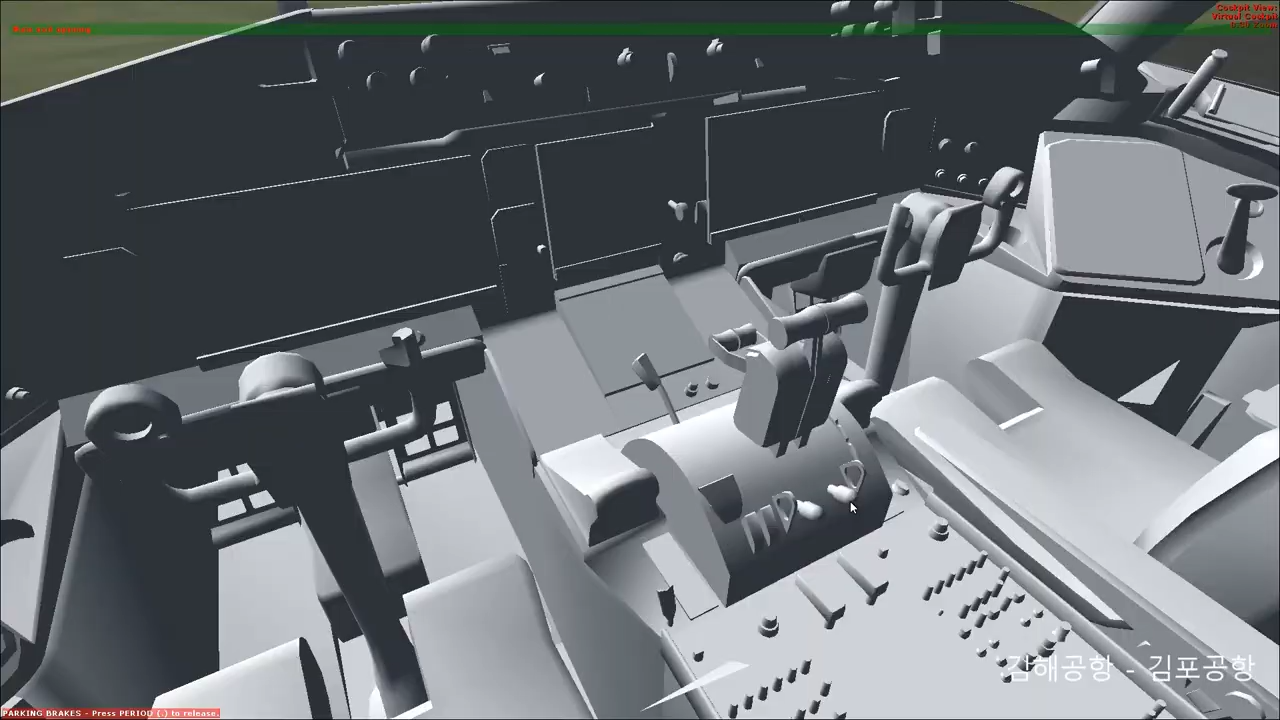 Cockpit View:
Virtual Cockpit
PARKING BRAKES - Press PERIOD (.) to release.
김해공항 - 김포공항